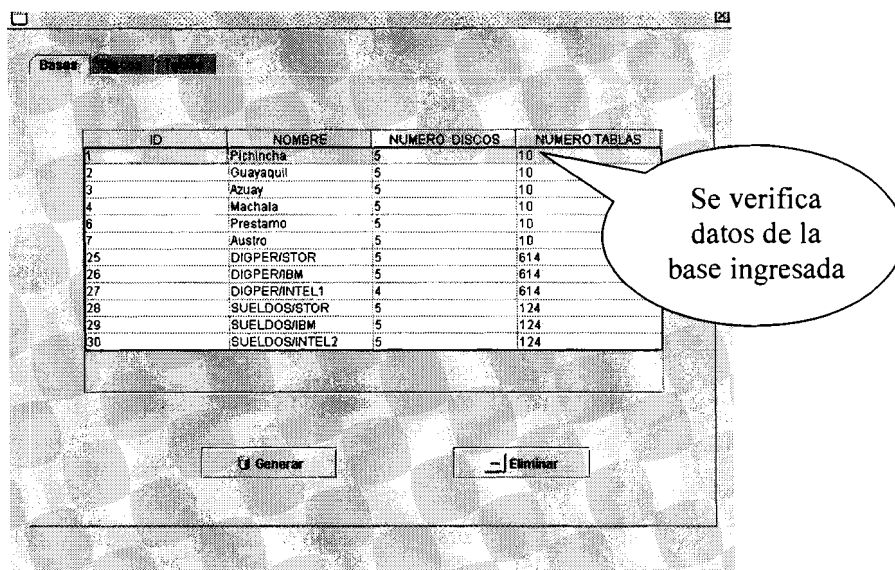 Bases
ID NOMBRE NUMERO DISCOS NUMERO TABLAS
1 Pichincha 5 10
2 Guayaquil 5 10
3 Azuay 5 10
4 Machala 5 10
6 Prestamo 5 10
7 Austro 5 10
25 DIGPER/STOR 5 614
26 DIGPER/IBM 5 614
27 DIGPER/INTEL1 4 614
28 SUELDOS/STOR 5 124
29 SUELDOS/IBM 5 124
30 SUELDOS/INTEL2 5 124
Se verifica
datos de la
base ingresada
Generar Eliminar